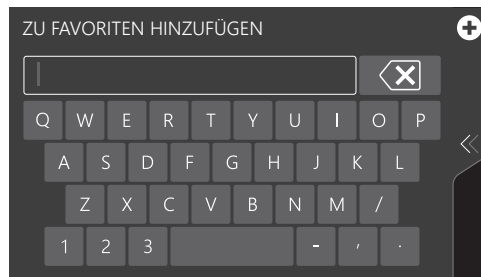 ZU FAVORITEN HINZUFÜGEN
Q W E R T Y U I O P
A S D F G H J K L
Z X C V B N M /
1 2 3 - , .